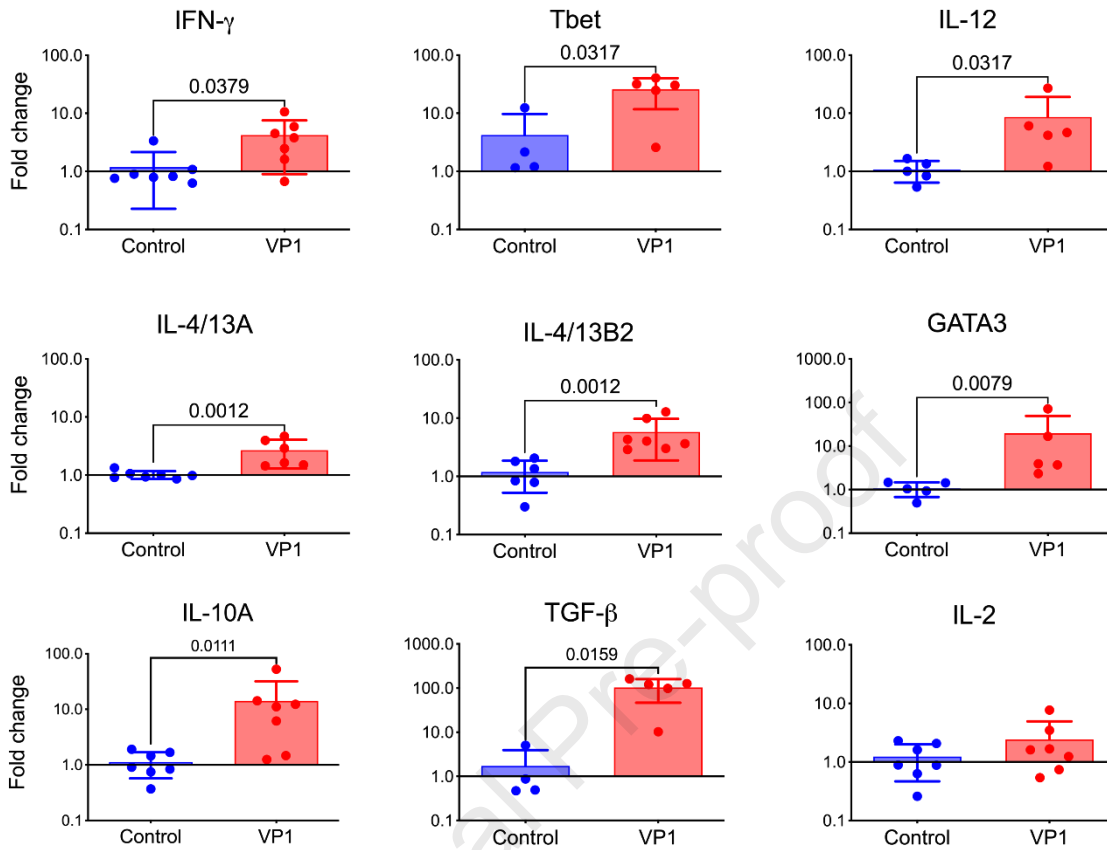 IFN-γ
Fold change
100.0
10.0
1.0
0.1
0.0379
Control
VP1
Tbet
100.0
10.0
1.0
0.1
0.0317
Control
VP1
IL-12
100.0
10.0
1.0
0.1
0.0317
Control
VP1
IL-4/13A
Fold change
100.0
10.0
1.0
0.1
0.0012
Control
VP1
IL-4/13B2
100.0
10.0
1.0
0.1
0.0012
Control
VP1
GATA3
1000.0
100.0
10.0
1.0
0.1
0.0079
Control
VP1
IL-10A
Fold change
100.0
10.0
1.0
0.1
0.0111
Control
VP1
TGF-β
1000.0
100.0
10.0
1.0
0.1
0.0159
Control
VP1
IL-2
100.0
10.0
1.0
0.1
Control
VP1
al Pre-proof